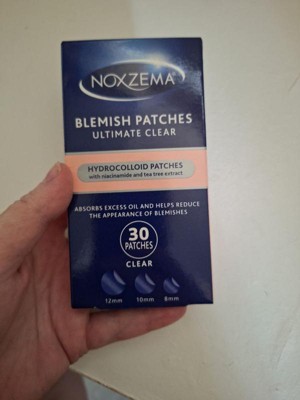 NOXZEMA®
BLEMISH PATCHES
ULTIMATE CLEAR
HYDROCOLLOID PATCHES
with niacinamide and tea tree extract
ABSORBS EXCESS OIL AND HELPS REDUCE
THE APPEARANCE OF BLEMISHES
30
PATCHES
CLEAR
12mm 10mm 8mm